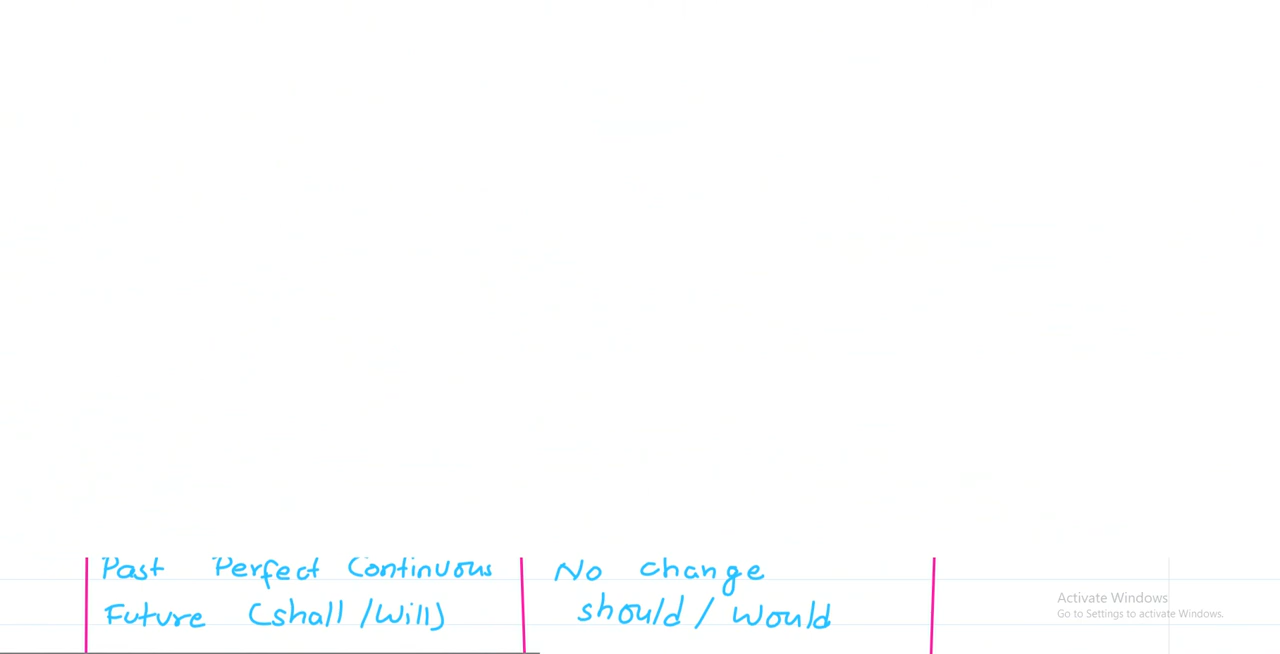 Past Perfect Continuous No change
Future (shall/will) should/would
Activate Windows
Go to Settings to activate Windows.